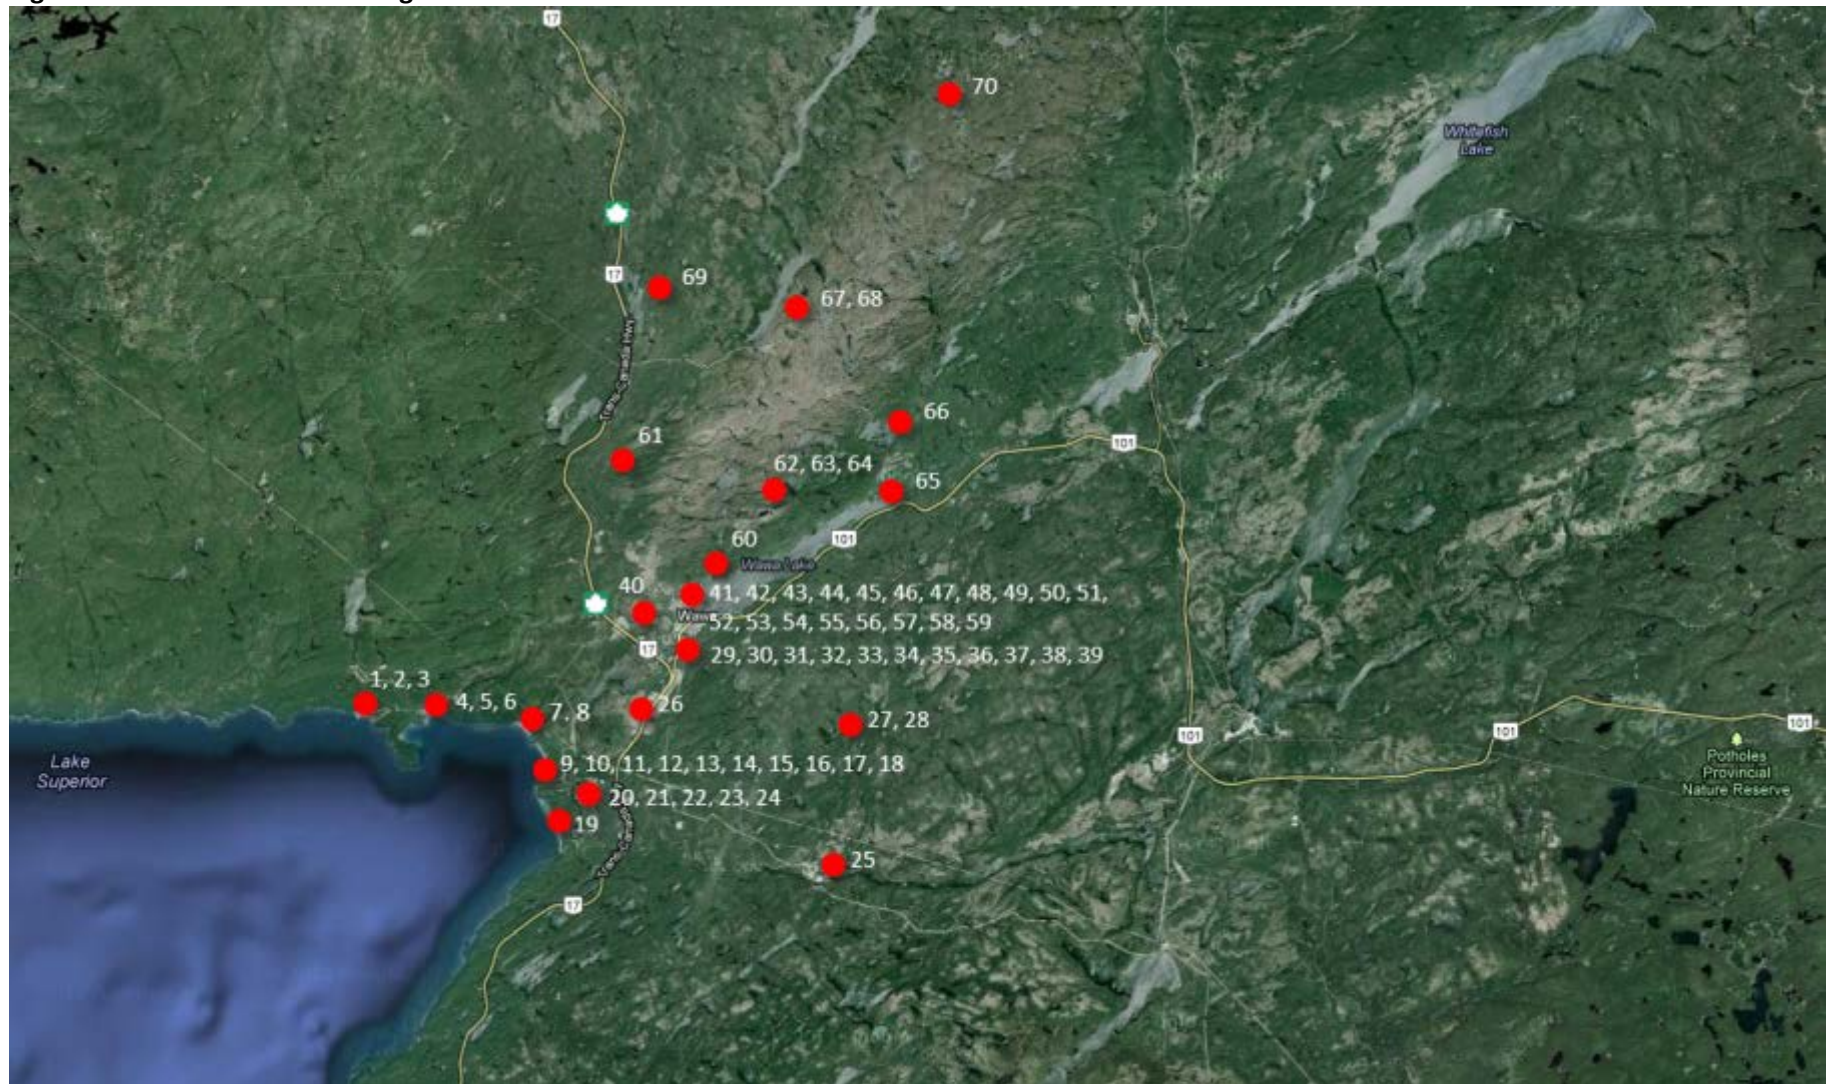 17
70
Whitefish
Lake
17
69
67, 68
Trans-Canada Hwy
66
101
61
62, 63, 64
65
101
60
Wawa Lake
40
41, 42, 43, 44, 45, 46, 47, 48, 49, 50, 51,
Wawa
52, 53, 54, 55, 56, 57, 58, 59
17
29, 30, 31, 32, 33, 34, 35, 36, 37, 38, 39
1, 2, 3
4, 5, 6
7. 8
26
27, 28
101
101
101
Lake
Superior
9, 10, 11, 12, 13, 14, 15, 16, 17, 18
Potholes
Provincial
Nature Reserve
20, 21, 22, 23, 24
19
25
17